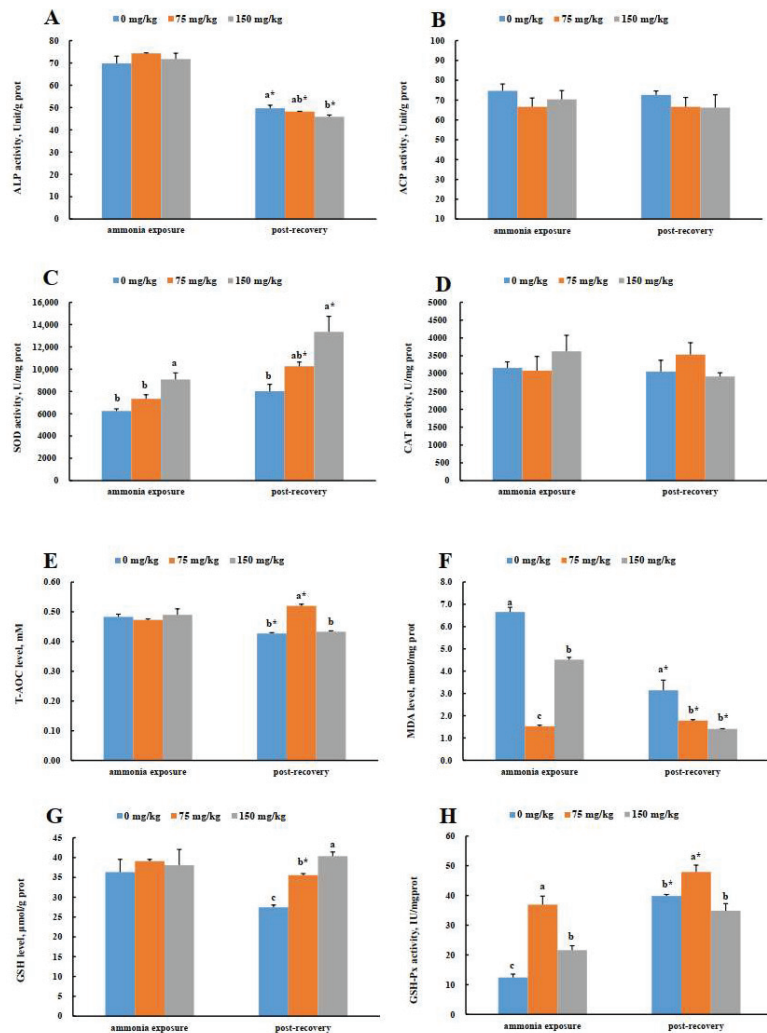 A
0 mg/kg 75 mg/kg 150 mg/kg
ALP activity, Unit/g prot
80
70
60
50
40
30
20
10
0
a* ab* b*
ammonia exposure post-recovery
B
0 mg/kg 75 mg/kg 150 mg/kg
ACP activity, Unit/g prot
100
90
80
70
60
50
40
30
20
10
ammonia exposure post-recovery
C
0 mg/kg 75 mg/kg 150 mg/kg
SOD activity, U/mg prot
16,000
14,000
12,000
10,000
8000
6000
4000
2000
0
b b a b ab* a*
ammonia exposure post-recovery
D
0 mg/kg 75 mg/kg 150 mg/kg
CAT activity, U/mg prot
5000
4500
4000
3500
3000
2500
2000
1500
1000
500
0
ammonia exposure post-recovery
E
0 mg/kg 75 mg/kg 150 mg/kg
T-AOC level, mM
0.60
0.50
0.40
0.30
0.20
0.10
0.00
b* a* b
ammonia exposure post-recovery
F
0 mg/kg 75 mg/kg 150 mg/kg
MDA level, nmol/mg prot
8.0
7.0
6.0
5.0
4.0
3.0
2.0
1.0
0.0
a c b a* b* b*
ammonia exposure post-recovery
G
0 mg/kg 75 mg/kg 150 mg/kg
GSH level, μmol/g prot
45
40
35
30
25
20
15
10
5
0
c b* a
ammonia exposure post-recovery
H
0 mg/kg 75 mg/kg 150 mg/kg
GSH-Px activity, IU/mgprot
60
50
40
30
20
10
0
c a b b* a* b
ammonia exposure post-recovery